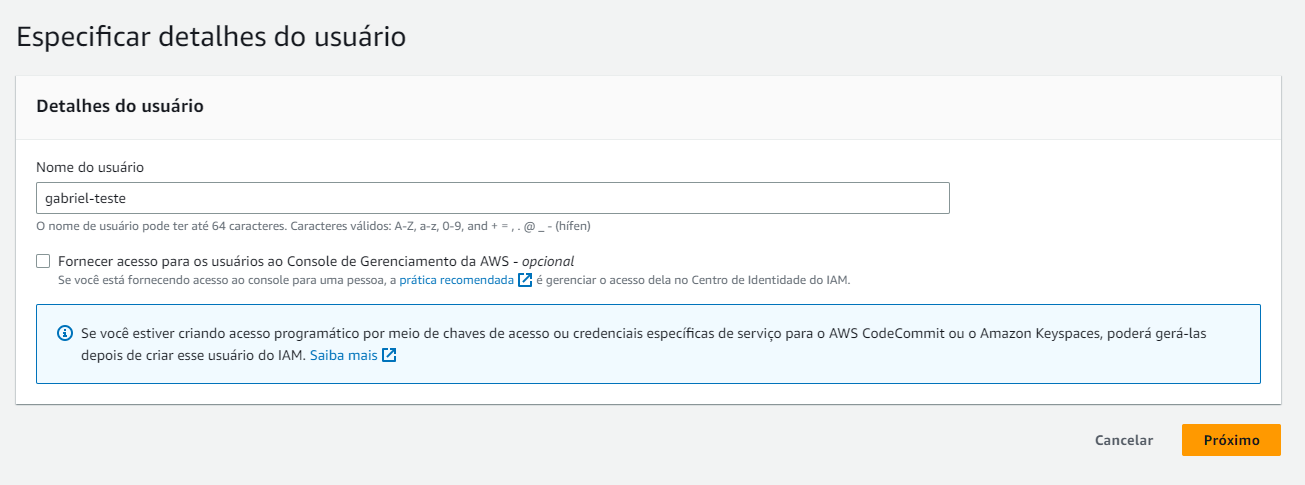 Especificar detalhes do usuário
Detalhes do usuário
Nome do usuário
gabriel-teste
O nome de usuário pode ter até 64 caracteres. Caracteres válidos: A-Z, a-z, 0-9, and + = , . @ _ - (hífen)
Fornecer acesso para os usuários ao Console de Gerenciamento da AWS - opcional
Se você está fornecendo acesso ao console para uma pessoa, a prática recomendada é gerenciar o acesso dela no Centro de Identidade do IAM.
Se você estiver criando acesso programático por meio de chaves de acesso ou credenciais específicas de serviço para o AWS CodeCommit ou o Amazon Keyspaces, poderá gerá-las
depois de criar esse usuário do IAM. Saiba mais
Cancelar Próximo